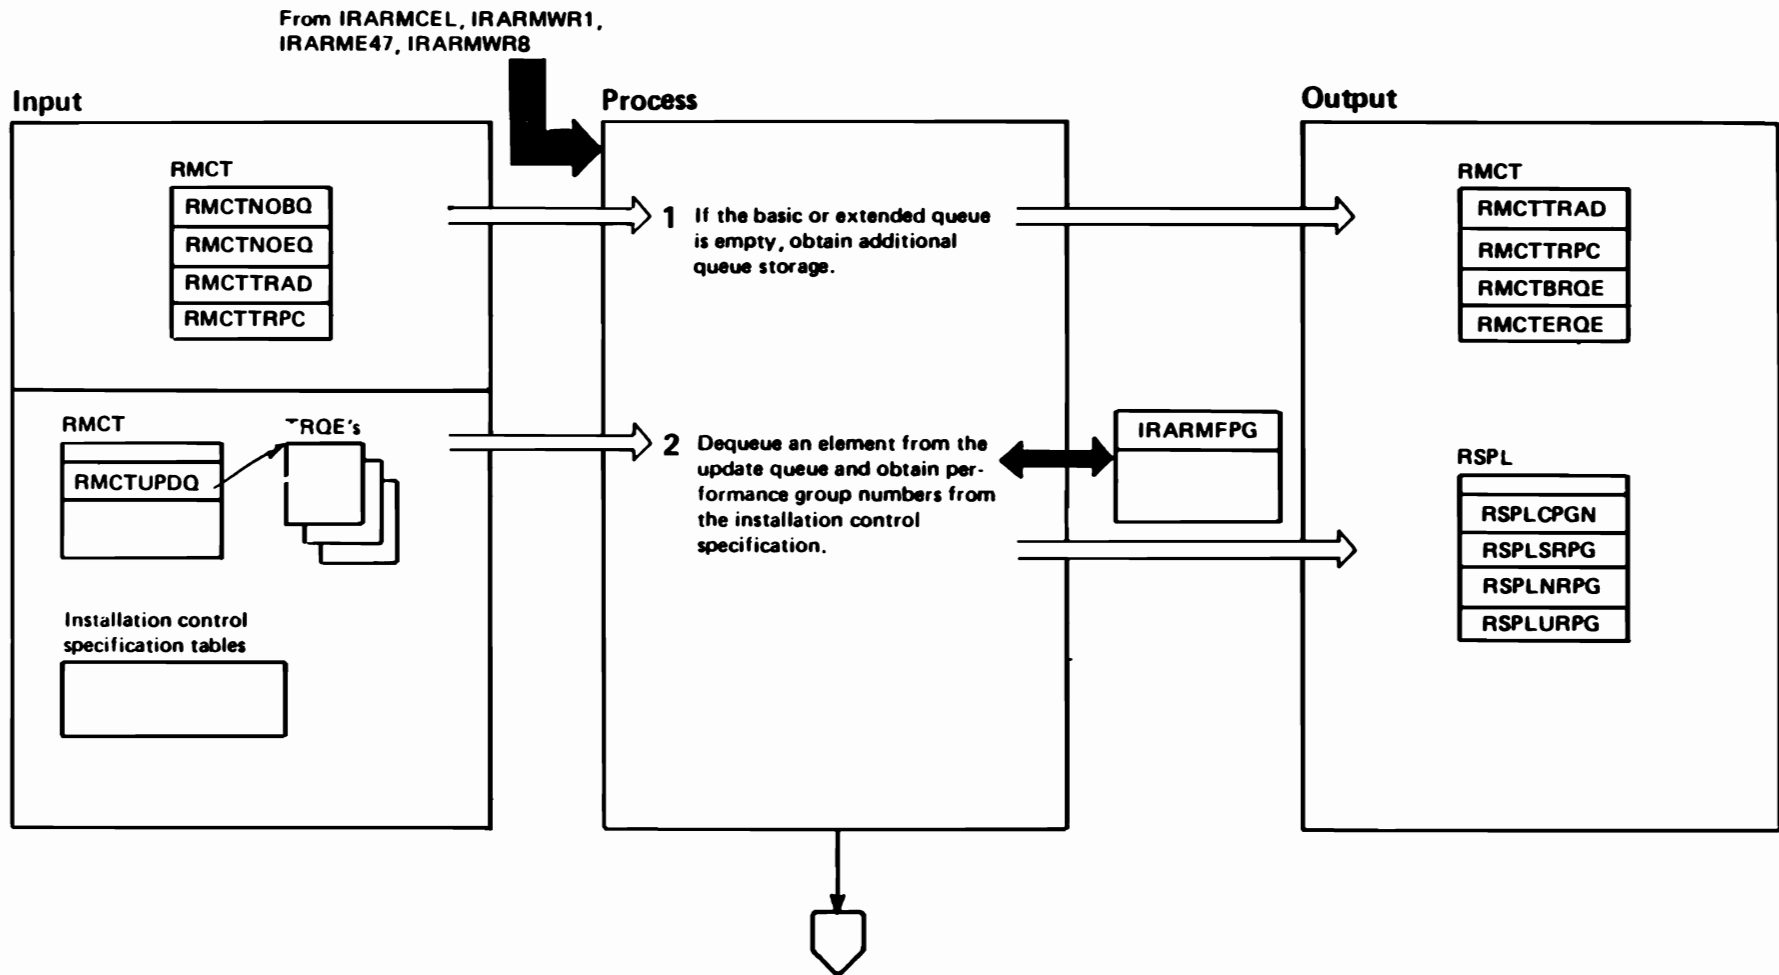 From IRARMCEL, IRARMWR1,
IRARME47, IRARMWR8
Input
Process
Output
RMCT
RMCTNOBQ
RMCTNOEQ
RMCTTRAD
RMCTTRPC
1 If the basic or extended queue
is empty, obtain additional
queue storage.
RMCT
RMCTTRAD
RMCTTRPC
RMCTBRQE
RMCTERQE
RMCT
RMCTUPDQ
TRQE's
Installation control
specification tables
2 Dequeue an element from the
update queue and obtain per-
formance group numbers from
the installation control
specification.
IRARMFPG
RSPL
RSPLCPGN
RSPLSRPG
RSPLNRPG
RSPLURPG